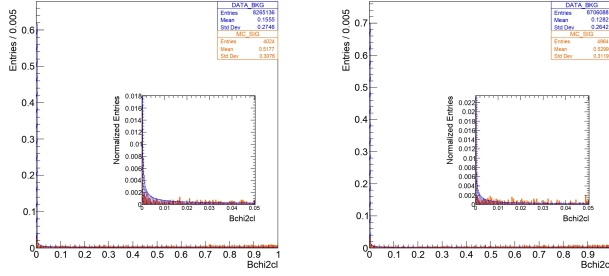 DATA_BKG
Entries 8265136
Mean 0.1555
Std Dev 0.2746
MC_SIG
Entries 4024
Mean 0.5177
Std Dev 0.3076
Entries / 0.005
0.6
0.5
0.4
0.3
0.2
0.1
0
0 0.1 0.2 0.3 0.4 0.5 0.6 0.7 0.8 0.9 1
Bchi2cl
Normalized Entries
0.018
0.016
0.014
0.012
0.01
0.008
0.006
0.004
0.002
0
0 0.01 0.02 0.03 0.04 0.05
Bchi2cl
DATA_BKG
Entries 8706088
Mean 0.1282
Std Dev 0.2642
MC_SIG
Entries 4964
Mean 0.5299
Std Dev 0.3119
Entries / 0.005
0.7
0.6
0.5
0.4
0.3
0.2
0.1
0
0 0.1 0.2 0.3 0.4 0.5 0.6 0.7 0.8 0.9
Bchi2cl
Normalized Entries
0.022
0.02
0.018
0.016
0.014
0.012
0.01
0.008
0.006
0.004
0.002
0
0 0.01 0.02 0.03 0.04 0.05
Bchi2cl